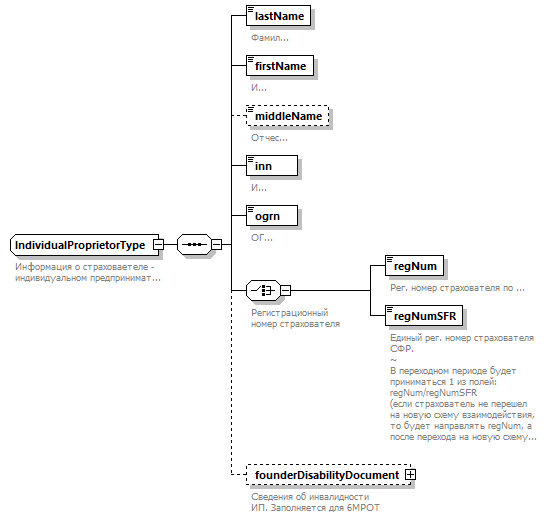 lastName
Фамил...
firstName
И...
middleName
Отчес...
inn
И...
ogrn
ОГ...
IndividualProprietorType
Информация о страховаетеле -
индивидуальном предпринимат...
Регистрационный
номер страхователя
regNum
Рег. номер страхователя по ...
regNumSFR
Единый рег. номер страхователя
СФР.
~
В переходном периоде будет
приниматься 1 из полей:
regNum/regNumSFR
(если страхователь не перешел
на новую схему взаимодействия,
то будет направлять regNum, а
после перехода на новую схему...
founderDisabilityDocument
Сведения об инвалидности
ИП. Заполняется для 6МРОТ